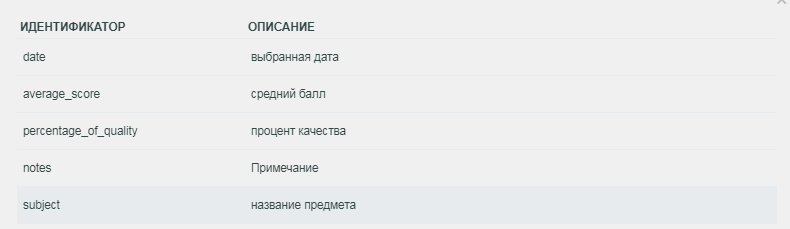 ИДЕНТИФИКАТОР ОПИСАНИЕ
date выбранная дата
average_score средний балл
percentage_of_quality процент качества
notes Примечание
subject название предмета